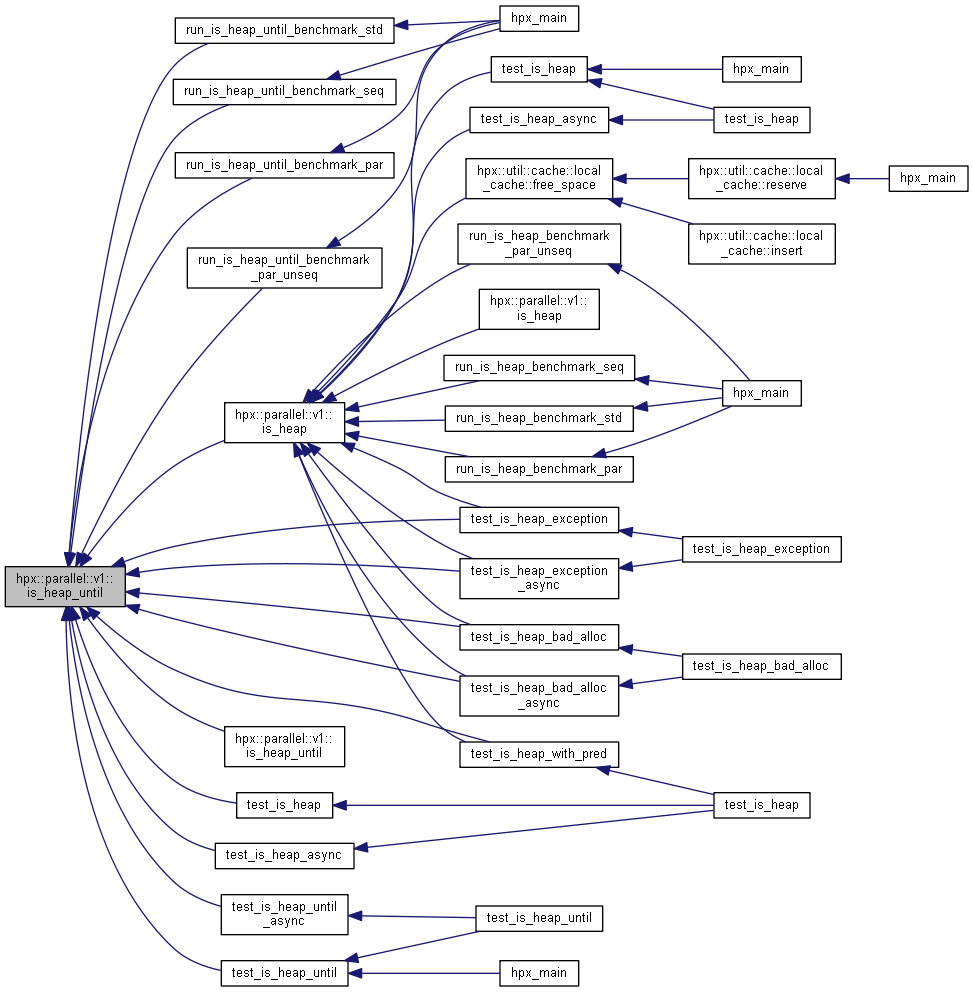 hpx_main
run_is_heap_until_benchmark_std
test_is_heap
hpx_main
run_is_heap_until_benchmark_seq
test_is_heap_async
test_is_heap
run_is_heap_until_benchmark_par
hpx::util::cache::local
_cache::free_space
hpx::util::cache::local
_cache::reserve
hpx_main
run_is_heap_benchmark
_par_unseq
hpx::util::cache::local
_cache::insert
run_is_heap_until_benchmark
_par_unseq
hpx::parallel::v1::
is_heap
run_is_heap_benchmark_seq
hpx_main
hpx::parallel::v1::
is_heap
run_is_heap_benchmark_std
run_is_heap_benchmark_par
test_is_heap_exception
test_is_heap_exception
test_is_heap_exception
_async
hpx::parallel::v1::
is_heap_until
test_is_heap_bad_alloc
test_is_heap_bad_alloc
test_is_heap_bad_alloc
_async
hpx::parallel::v1::
is_heap_until
test_is_heap_with_pred
test_is_heap
test_is_heap
test_is_heap_async
test_is_heap_until
_async
test_is_heap_until
test_is_heap_until
hpx_main